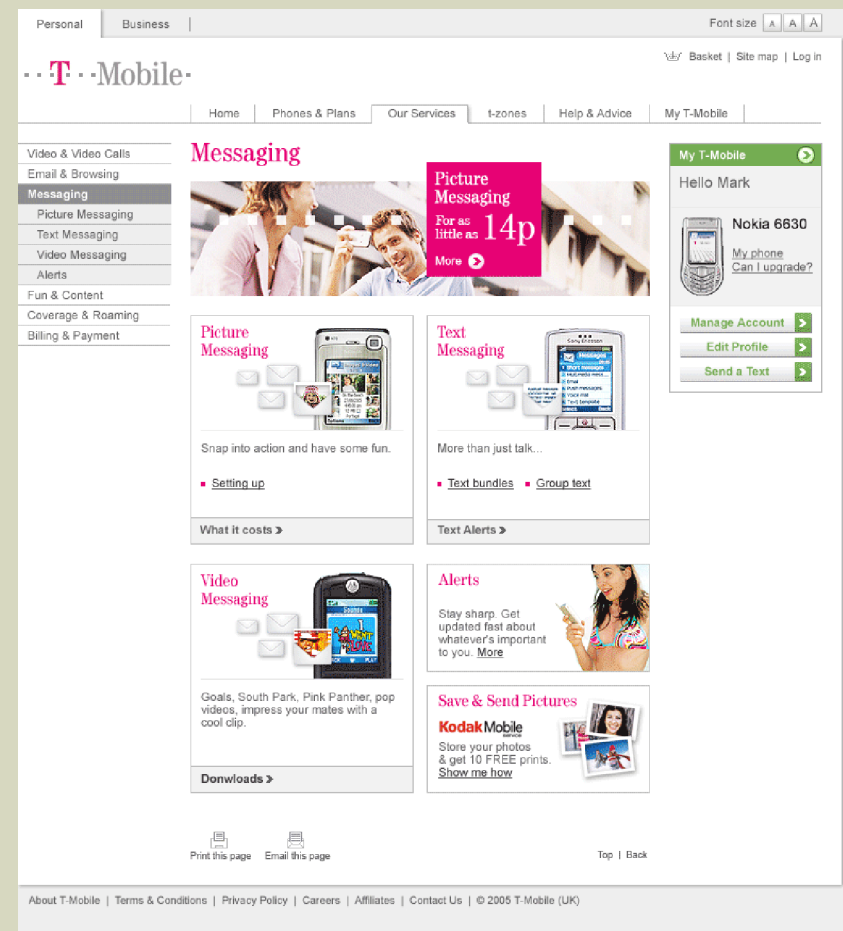 Personal
Business
Font size A A A
Basket | Site map | Log in
··T··Mobile·
Home
Phones & Plans
Our Services
t-zones
Help & Advice
My T-Mobile
Video & Video Calls
Email & Browsing
Messaging
Picture Messaging
Text Messaging
Video Messaging
Alerts
Fun & Content
Coverage & Roaming
Billing & Payment
Messaging
Picture
Messaging
For as
little as 14p
More
My T-Mobile
Hello Mark
Nokia 6630
My phone
Can I upgrade?
Manage Account
Edit Profile
Send a Text
Picture
Messaging
Snap into action and have some fun.
Setting up
What it costs
Text
Messaging
Sony Ericsson
Messages
More than just talk...
Text bundles
Group text
Text Alerts
Video
Messaging
Goals, South Park, Pink Panther, pop
videos, impress your mates with a
cool clip.
Donwloads
Alerts
Stay sharp. Get
updated fast about
whatever's important
to you. More
Save & Send Pictures
Kodak Mobile
service
Store your photos
& get 10 FREE prints.
Show me how
Print this page
Email this page
Top | Back
About T-Mobile | Terms & Conditions | Privacy Policy | Careers | Affiliates | Contact Us | © 2005 T-Mobile (UK)